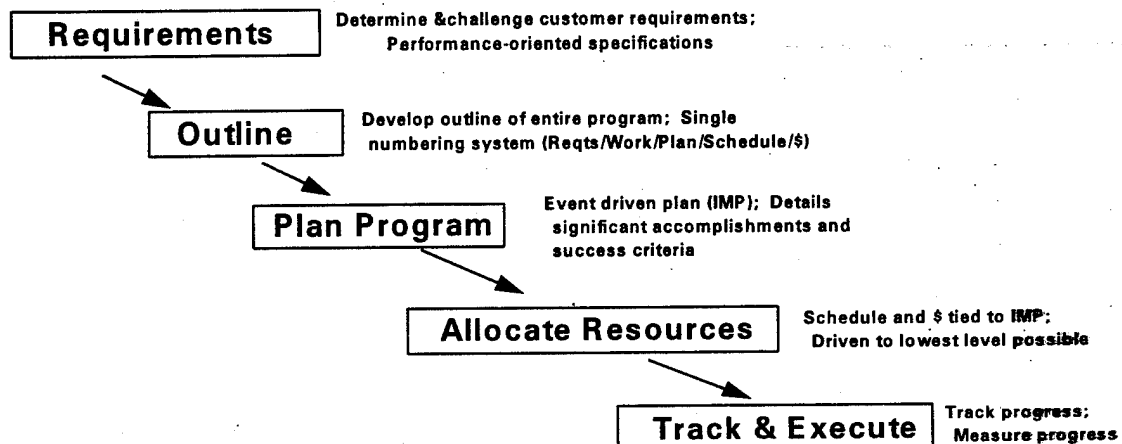 Requirements
Determine &challenge customer requirements;
Performance-oriented specifications
Outline
Develop outline of entire program; Single
numbering system (Reqts/Work/Plan/Schedule/$)
Plan Program
Event driven plan (IMP); Details
significant accomplishments and
success criteria
Allocate Resources
Schedule and $ tied to IMP;
Driven to lowest level possible
Track & Execute
Track progress;
Measure progress